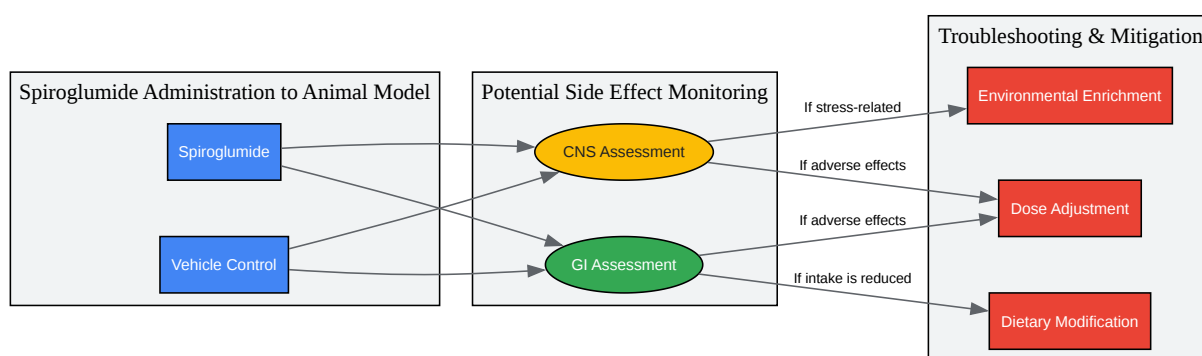 Spiroglumide Administration to Animal Model
Spiroglumide
Vehicle Control
Potential Side Effect Monitoring
CNS Assessment
GI Assessment
If stress-related
If adverse effects
If adverse effects
If intake is reduced
Troubleshooting & Mitigation
Environmental Enrichment
Dose Adjustment
Dietary Modification